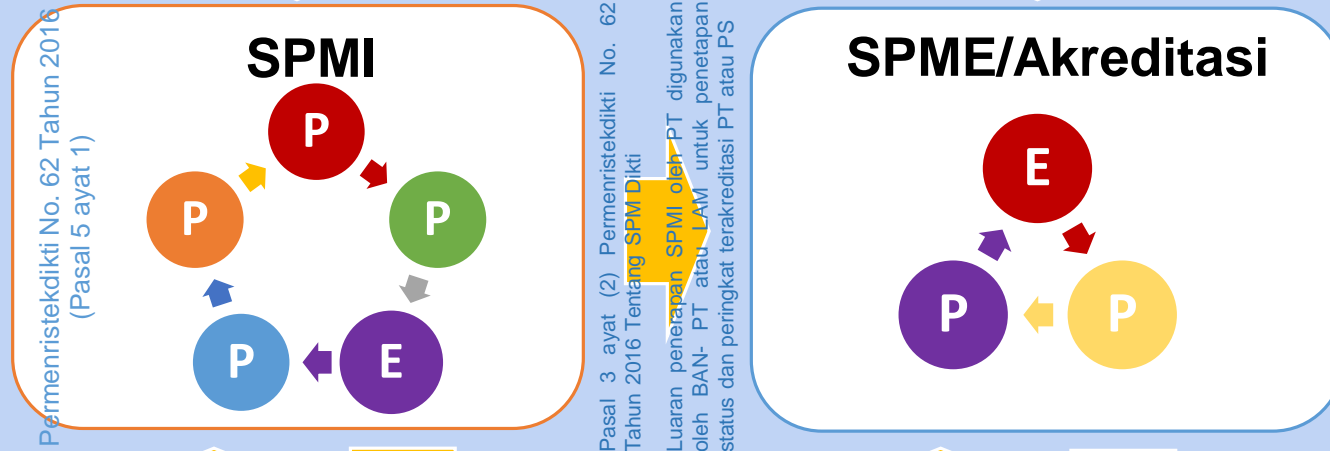 Permenristekdikti No. 62 Tahun 2016
(Pasal 5 ayat 1)
SPMI
P
P
E
P
P
Pasal 3 ayat (2) Permenristekdikti No. 62
Tahun 2016 Tentang SPM Dikti
Luaran penerapan SPMI oleh PT digunakan
oleh BAN- PT atau LAM untuk penetapan
status dan peringkat terakreditasi PT atau PS
SPME/Akreditasi
E
P
P